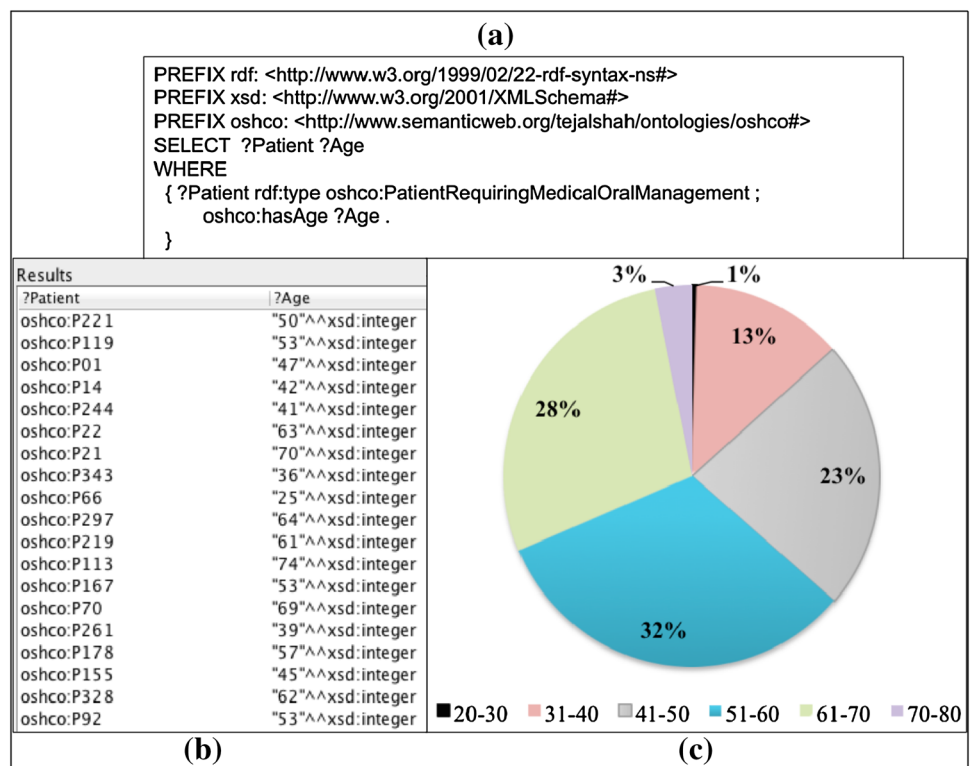 (a)
PREFIX rdf: <http://www.w3.org/1999/02/22-rdf-syntax-ns#>
PREFIX xsd: <http://www.w3.org/2001/XMLSchema#>
PREFIX oshco: <http://www.semanticweb.org/tejalshah/ontologies/oshco#>
SELECT ?Patient ?Age
WHERE
{ ?Patient rdf:type oshco:PatientRequiringMedicalOralManagement ;
oshco:hasAge ?Age .
}
Results
?Patient ?Age
oshco:P221 "50"^^xsd:integer
oshco:P119 "53"^^xsd:integer
oshco:P01 "47"^^xsd:integer
oshco:P14 "42"^^xsd:integer
oshco:P244 "41"^^xsd:integer
oshco:P22 "63"^^xsd:integer
oshco:P21 "70"^^xsd:integer
oshco:P343 "36"^^xsd:integer
oshco:P66 "25"^^xsd:integer
oshco:P297 "64"^^xsd:integer
oshco:P219 "61"^^xsd:integer
oshco:P113 "74"^^xsd:integer
oshco:P167 "53"^^xsd:integer
oshco:P70 "69"^^xsd:integer
oshco:P261 "39"^^xsd:integer
oshco:P178 "57"^^xsd:integer
oshco:P155 "45"^^xsd:integer
oshco:P328 "62"^^xsd:integer
oshco:P92 "53"^^xsd:integer
(b)
3% 1%
13%
28%
23%
32%
20-30 31-40 41-50 51-60 61-70 70-80
(c)